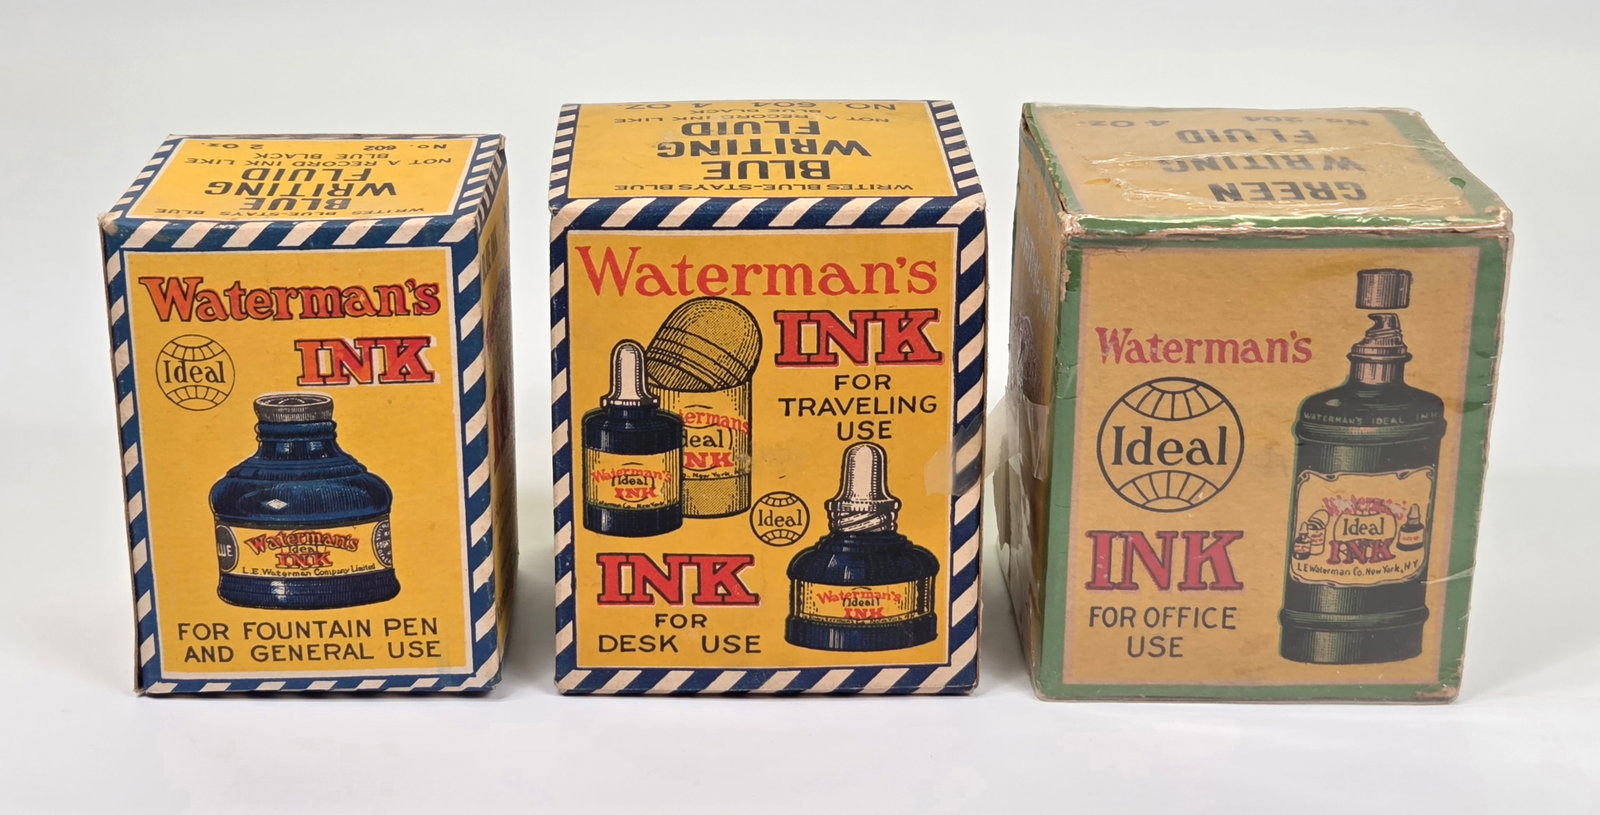 No. 602 2 Oz.
BLUE BLACK
NOT A RECORD INK LIKE
FLUID
WRITING
BLUE
WRITES BLUE-STAYS BLUE
Waterman's
Ideal
INK
Waterman's
Ideal
INK
L.E. Waterman Company Limited
FOR FOUNTAIN PEN
AND GENERAL USE
NO. 604 4 OZ.
BLUE BLACK
NOT A RECORD INK LIKE
FLUID
WRITING
BLUE
WRITES BLUE-STAYS BLUE
Waterman's
INK
FOR
TRAVELING
USE
Waterman's
Ideal
INK
Ideal
INK
FOR
DESK USE
Waterman's
Ideal
INK
No. 204 4 Oz.
FLUID
WRITING
GREEN
Waterman's
Ideal
INK
FOR OFFICE
USE
WATERMAN'S IDEAL INK
Waterman's
Ideal
INK
L.E. Waterman Co. New York, N.Y.